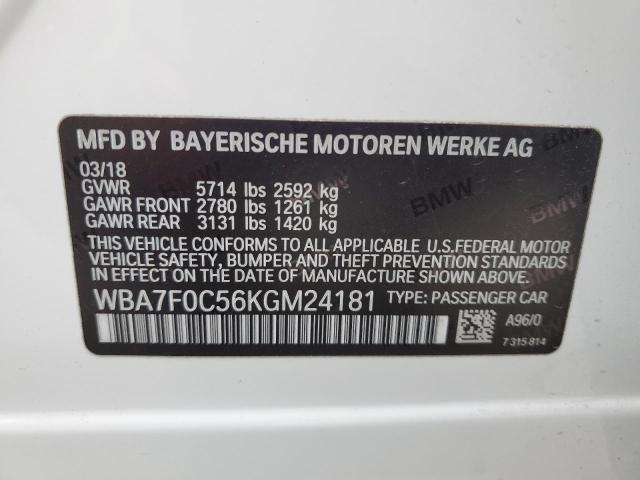 MFD BY BAYERISCHE MOTOREN WERKE AG
03/18
GVWR 5714 lbs 2592 kg
GAWR FRONT 2780 lbs 1261 kg
GAWR REAR 3131 lbs 1420 kg
THIS VEHICLE CONFORMS TO ALL APPLICABLE U.S.FEDERAL MOTOR
VEHICLE SAFETY, BUMPER AND THEFT PREVENTION STANDARDS
IN EFFECT ON THE DATE OF MANUFACTURE SHOWN ABOVE.
WBA7F0C56KGM24181 TYPE: PASSENGER CAR
A96/0
7 315 814
BMW
BMW
BMW